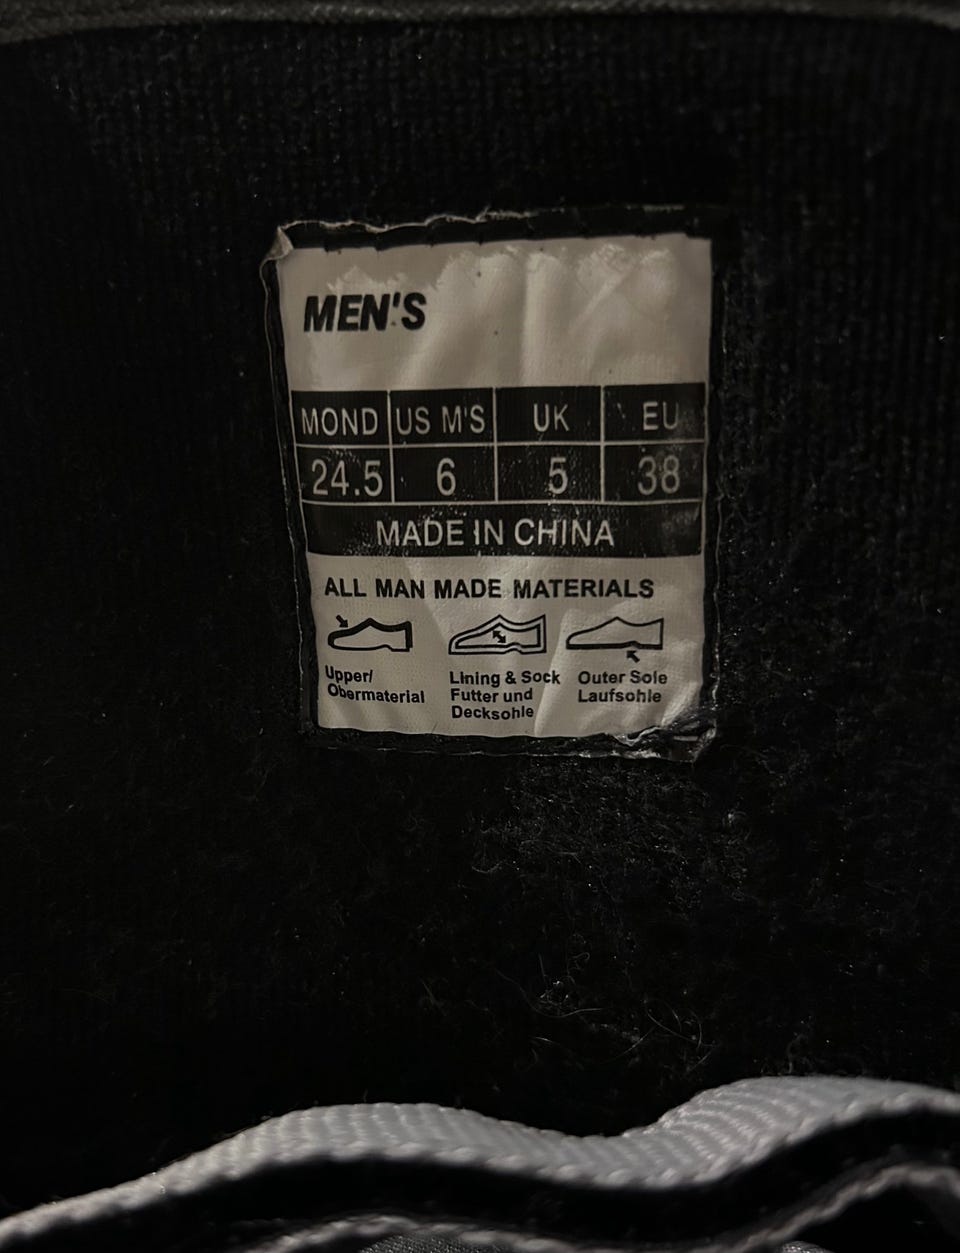 MEN'S
MOND US M'S UK EU
24.5 6 5 38
MADE IN CHINA
ALL MAN MADE MATERIALS
Upper/
Obermaterial
Lining & Sock
Futter und
Decksohle
Outer Sole
Laufsohle